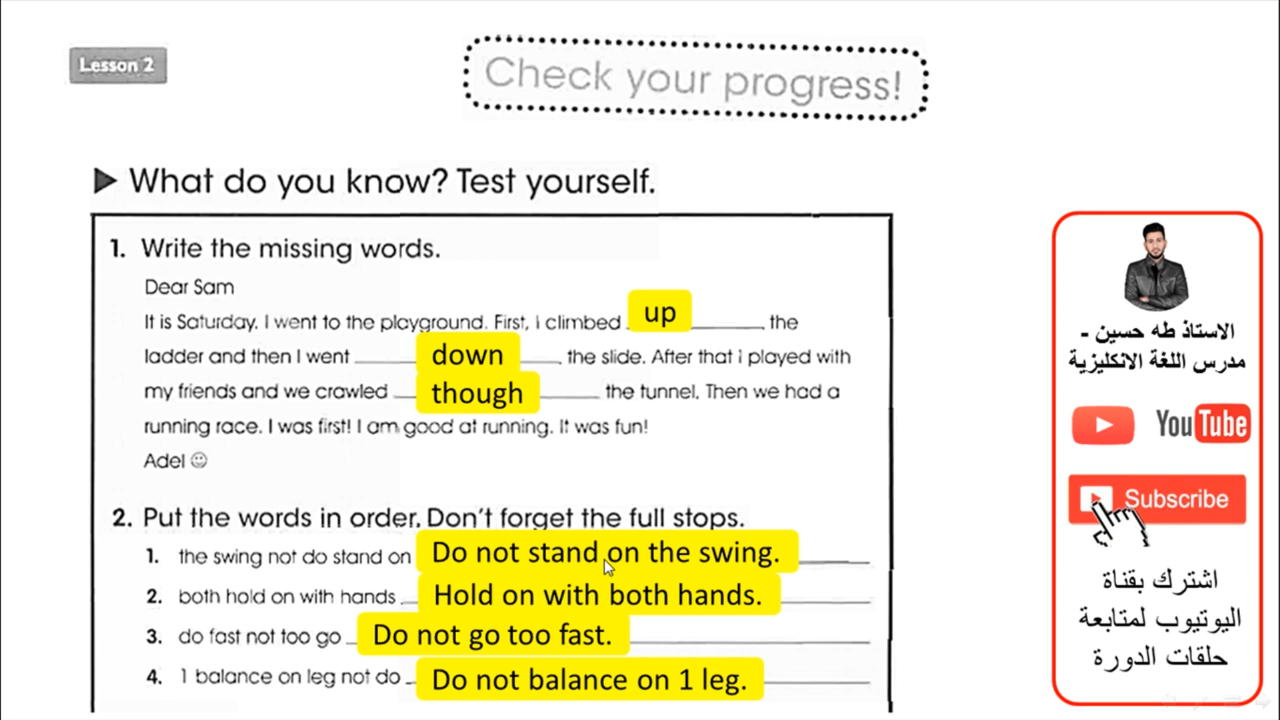 Lesson 2
Check your progress!
What do you know? Test yourself.
1. Write the missing words.
Dear Sam
It is Saturday. I went to the playground. First, I climbed up the
ladder and then I went down the slide. After that I played with
my friends and we crawled though the tunnel. Then we had a
running race. I was first! I am good at running. It was fun!
Adel ☺
2. Put the words in order. Don't forget the full stops.
1. the swing not do stand on Do not stand on the swing.
2. both hold on with hands Hold on with both hands.
3. do fast not too go Do not go too fast.
4. 1 balance on leg not do Do not balance on 1 leg.
الاستاذ طه حسين -
مدرس اللغة الانكليزية
YouTube
Subscribe
اشترك بقناة
اليوتيوب لمتابعة
حلقات الدورة